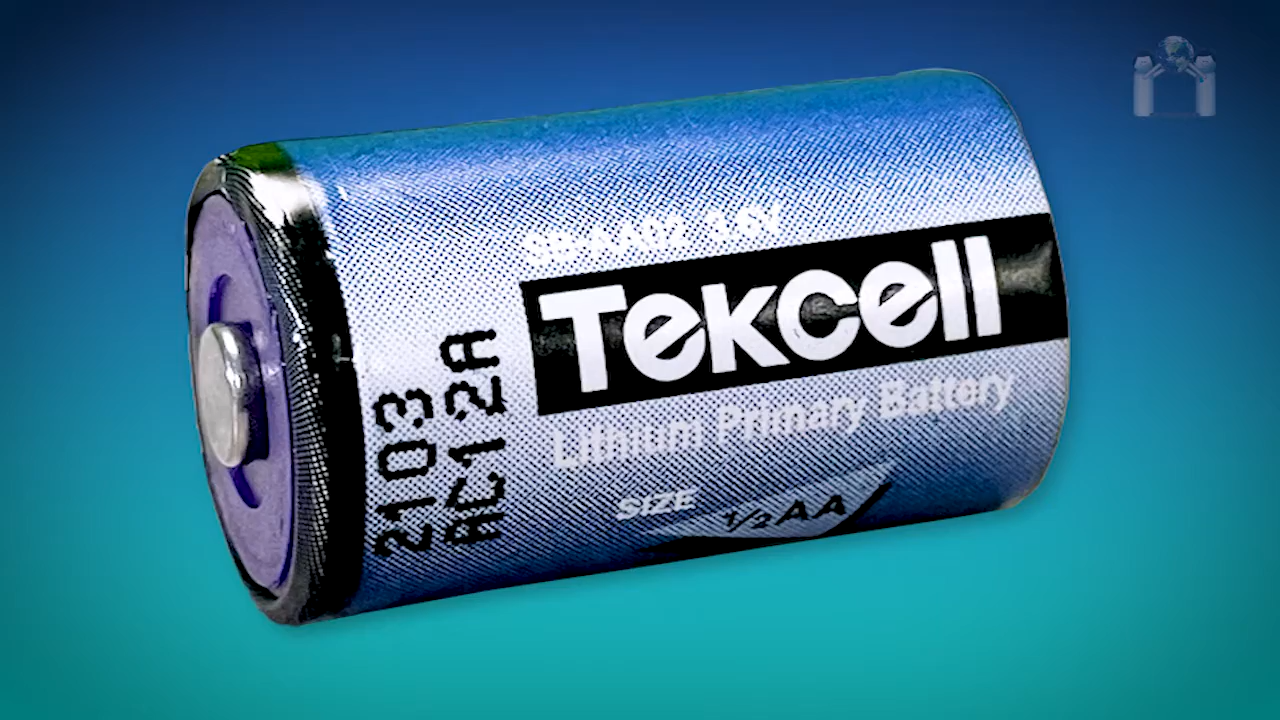 SB-AA02 3.6V
Tekcell
Lithium Primary Battery
SIZE 1/2AA
2103
AC12A